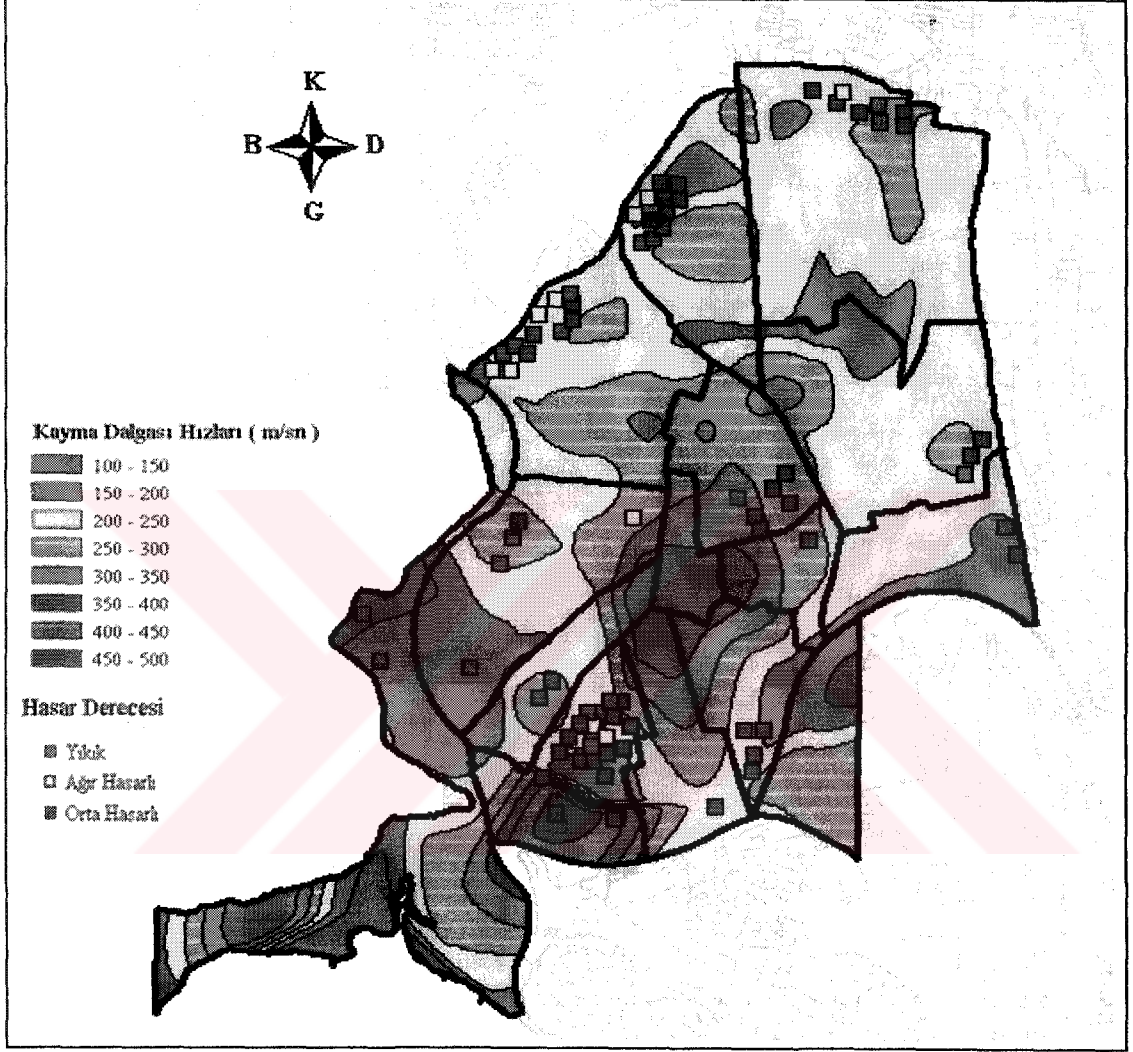 K
B D
G
Kayma Dalgası Hızları ( m/sn )
100 - 150
150 - 200
200 - 250
250 - 300
300 - 350
350 - 400
400 - 450
450 - 500
Hasar Derecesi
Yıkık
Ağır Hasarlı
Orta Hasarlı